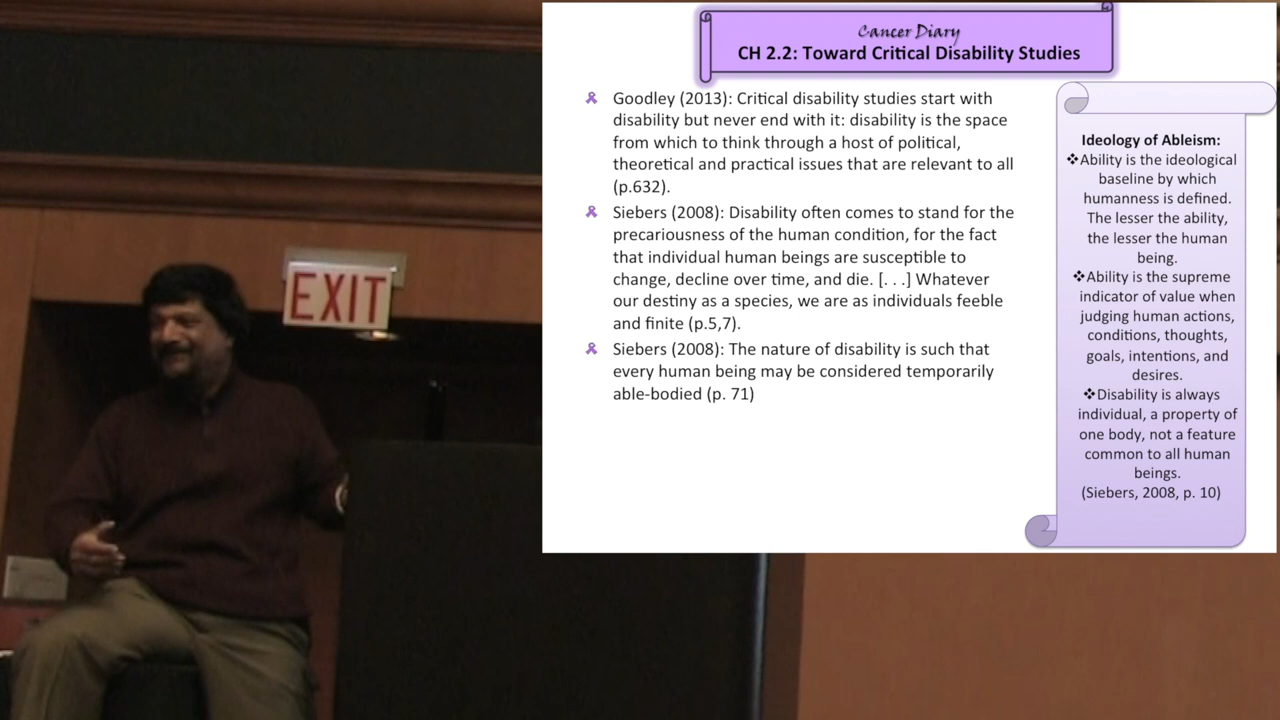 Cancer Diary
CH 2.2: Toward Critical Disability Studies
Goodley (2013): Critical disability studies start with
disability but never end with it: disability is the space
from which to think through a host of political,
theoretical and practical issues that are relevant to all
(p.632).
Siebers (2008): Disability often comes to stand for the
precariousness of the human condition, for the fact
that individual human beings are susceptible to
change, decline over time, and die. [. . .] Whatever
our destiny as a species, we are as individuals feeble
and finite (p.5,7).
Siebers (2008): The nature of disability is such that
every human being may be considered temporarily
able-bodied (p. 71)
Ideology of Ableism:
❖Ability is the ideological
baseline by which
humanness is defined.
The lesser the ability,
the lesser the human
being.
❖Ability is the supreme
indicator of value when
judging human actions,
conditions, thoughts,
goals, intentions, and
desires.
❖Disability is always
individual, a property of
one body, not a feature
common to all human
beings.
(Siebers, 2008, p. 10)
EXIT